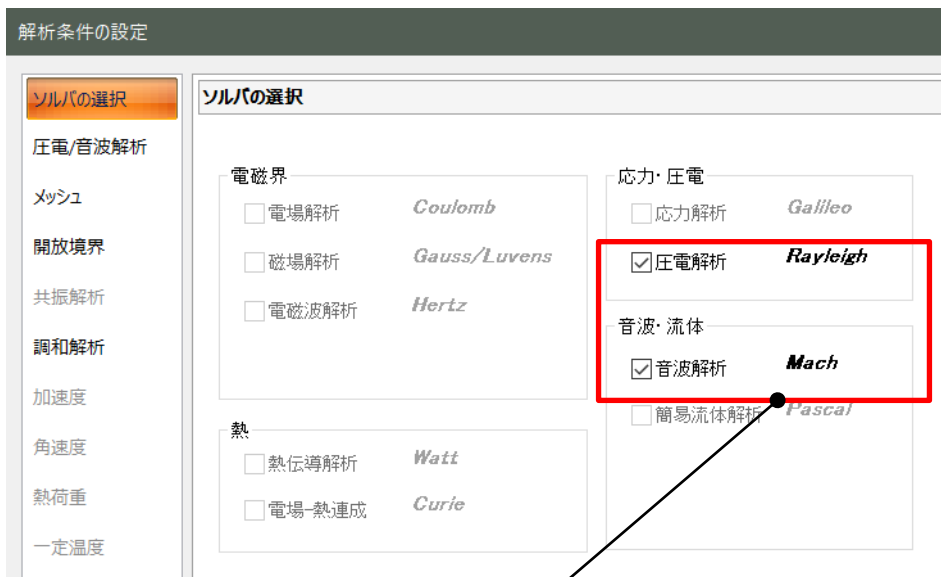 解析条件の設定
ソルバの選択
圧電/音波解析
メッシュ
開放境界
共振解析
調和解析
加速度
角速度
熱荷重
一定温度
ソルバの選択
電磁界
電場解析 Coulomb
磁場解析 Gauss/Luvens
電磁波解析 Hertz
熱
熱伝導解析 Watt
電場-熱連成 Curie
応力・圧電
応力解析 Galileo
圧電解析 Rayleigh
音波・流体
音波解析 Mach
簡易流体解析 Pascal